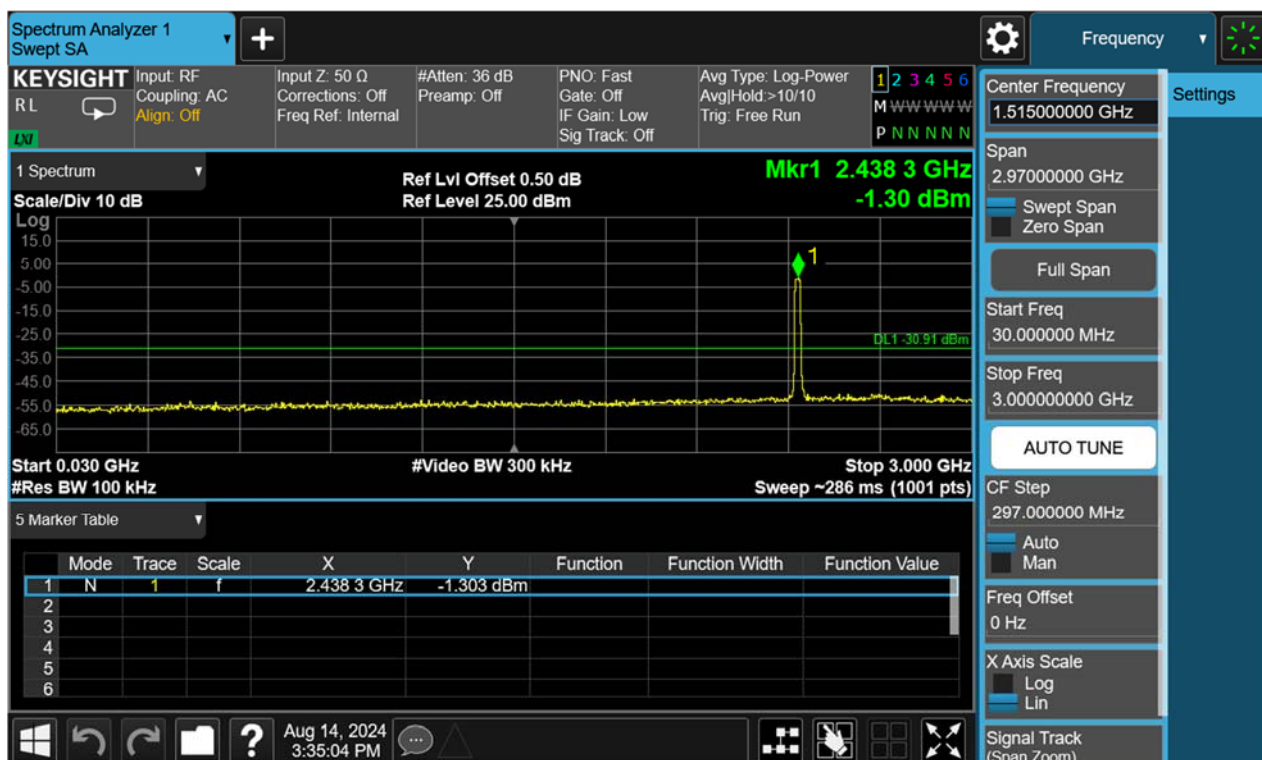 Spectrum Analyzer 1
Swept SA
Frequency
KEYSIGHT
RL
LXI
Input: RF
Coupling: AC
Align: Off
Input Z: 50 Ω
Corrections: Off
Freq Ref: Internal
#Atten: 36 dB
Preamp: Off
PNO: Fast
Gate: Off
IF Gain: Low
Sig Track: Off
Avg Type: Log-Power
Avg|Hold:>10/10
Trig: Free Run
1 2 3 4 5 6
M W W W W W
P N N N N N
Center Frequency
1.515000000 GHz
Settings
1 Spectrum
Scale/Div 10 dB
Ref Lvl Offset 0.50 dB
Ref Level 25.00 dBm
Mkr1 2.438 3 GHz
-1.30 dBm
Log
15.0
5.00
-5.00
-15.0
-25.0
-35.0
-45.0
-55.0
-65.0
1
DL1 -30.91 dBm
Start 0.030 GHz
#Video BW 300 kHz
Stop 3.000 GHz
#Res BW 100 kHz
Sweep ~286 ms (1001 pts)
Span
2.97000000 GHz
Swept Span
Zero Span
Full Span
Start Freq
30.000000 MHz
Stop Freq
3.000000000 GHz
AUTO TUNE
CF Step
297.000000 MHz
Auto
Man
Freq Offset
0 Hz
X Axis Scale
Log
Lin
Signal Track
(Span Zoom)
5 Marker Table
Mode Trace Scale X Y Function Function Width Function Value
1 N 1 f 2.438 3 GHz -1.303 dBm
2
3
4
5
6
?
Aug 14, 2024
3:35:04 PM